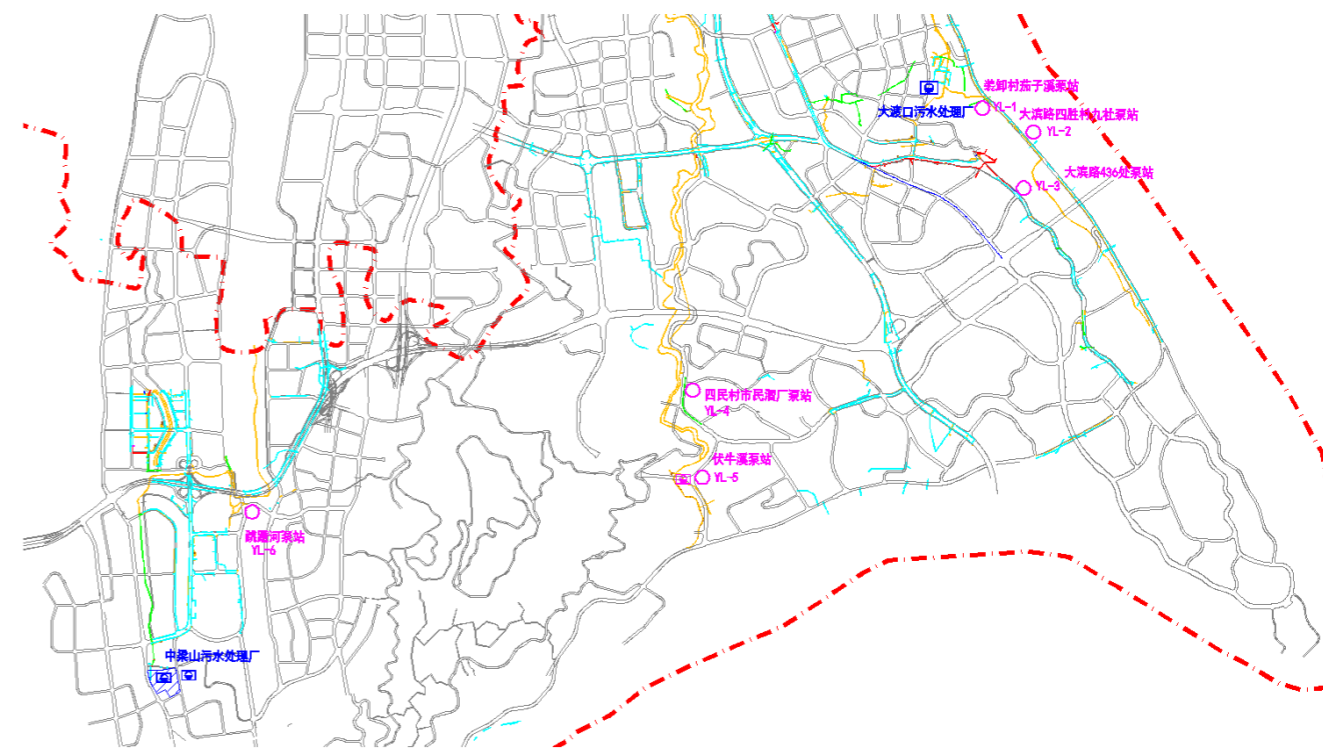 装卸村茄子溪泵站
YL-1
大渡口污水处理厂
大滨路四胜村九社泵站
YL-2
大滨路436处泵站
YL-3
四民村市民酒厂泵站
YL-4
伏牛溪泵站
YL-5
跳蹬河泵站
YL-6
中梁山污水处理厂